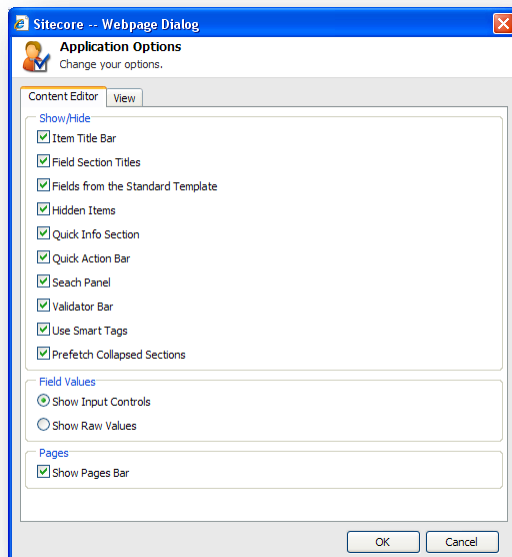 Sitecore -- Webpage Dialog
Application Options
Change your options.
Content Editor View
Show/Hide
Item Title Bar
Field Section Titles
Fields from the Standard Template
Hidden Items
Quick Info Section
Quick Action Bar
Seach Panel
Validator Bar
Use Smart Tags
Prefetch Collapsed Sections
Field Values
Show Input Controls
Show Raw Values
Pages
Show Pages Bar
OK Cancel